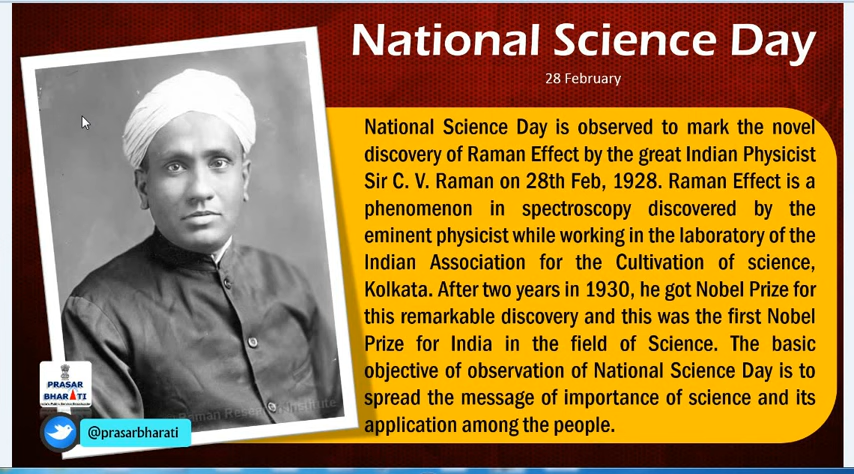 National Science Day
28 February
National Science Day is observed to mark the novel
discovery of Raman Effect by the great Indian Physicist
Sir C. V. Raman on 28th Feb, 1928. Raman Effect is a
phenomenon in spectroscopy discovered by the
eminent physicist while working in the laboratory of the
Indian Association for the Cultivation of science,
Kolkata. After two years in 1930, he got Nobel Prize for
this remarkable discovery and this was the first Nobel
Prize for India in the field of Science. The basic
objective of observation of National Science Day is to
spread the message of importance of science and its
application among the people.
Raman Research Institute
PRASAR
BHARATI
@prasarbharati